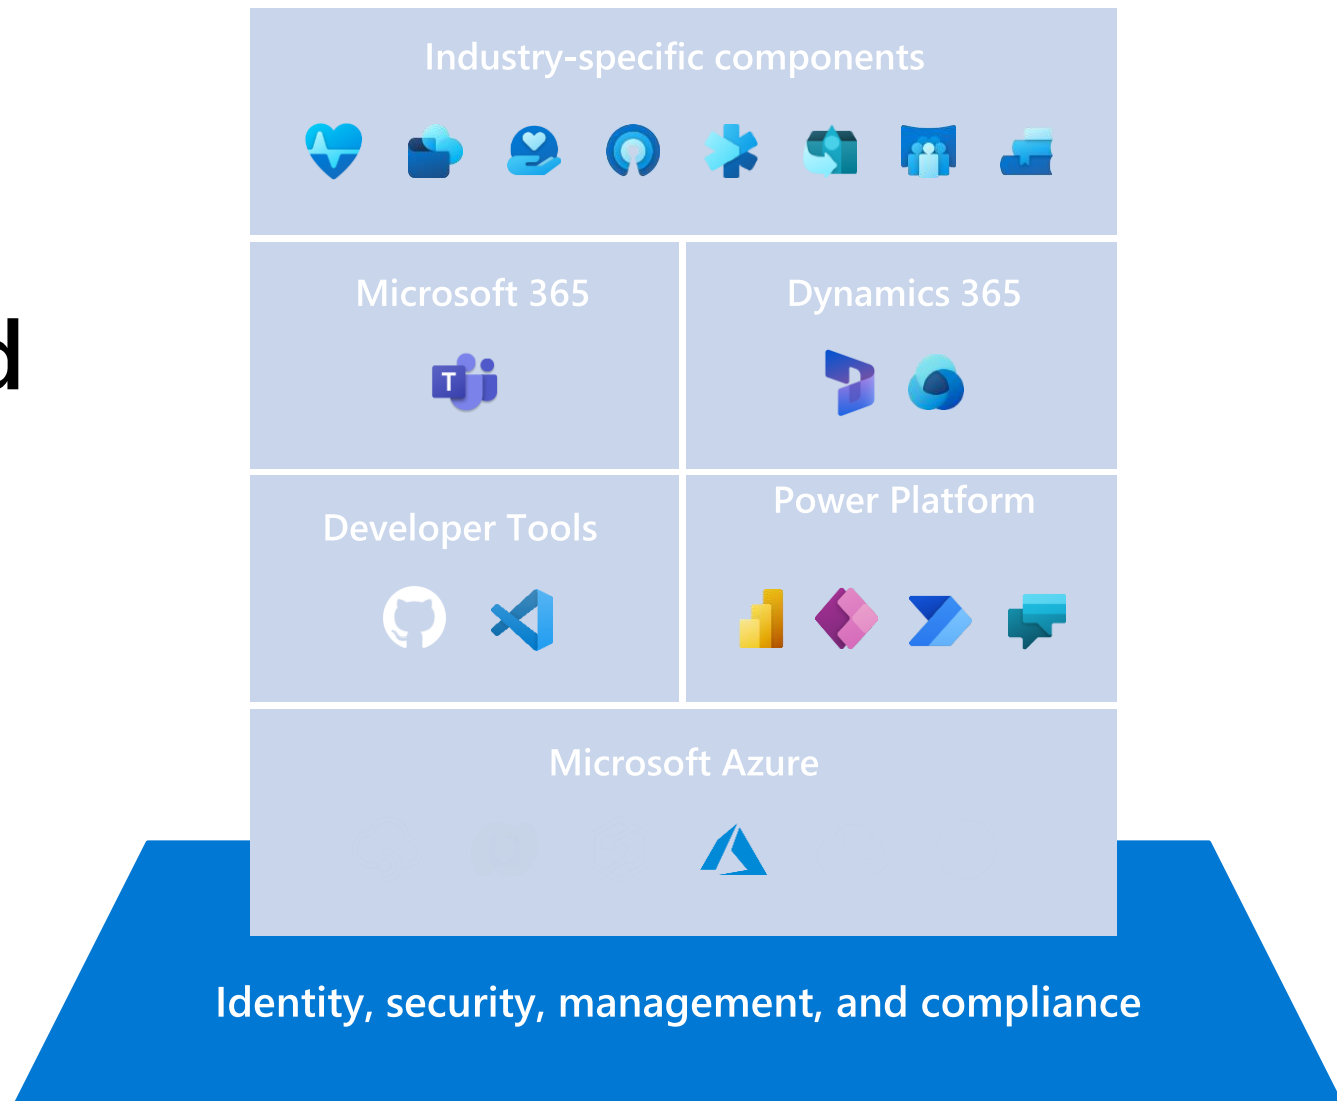 Industry-specific components
d
Microsoft 365
Dynamics 365
T
Developer Tools
Power Platform
Microsoft Azure
Identity, security, management, and compliance